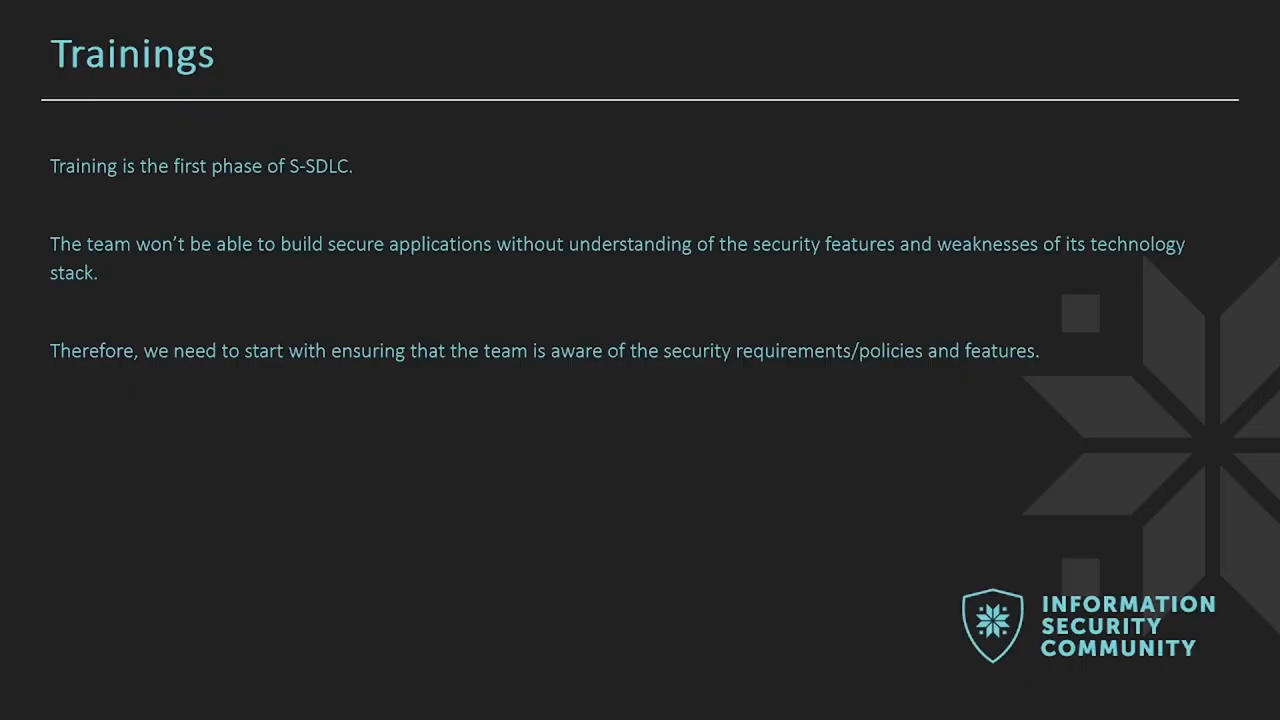 Trainings
Training is the first phase of S-SDLC.
The team won’t be able to build secure applications without understanding of the security features and weaknesses of its technology
stack.
Therefore, we need to start with ensuring that the team is aware of the security requirements/policies and features.
INFORMATION
SECURITY
COMMUNITY